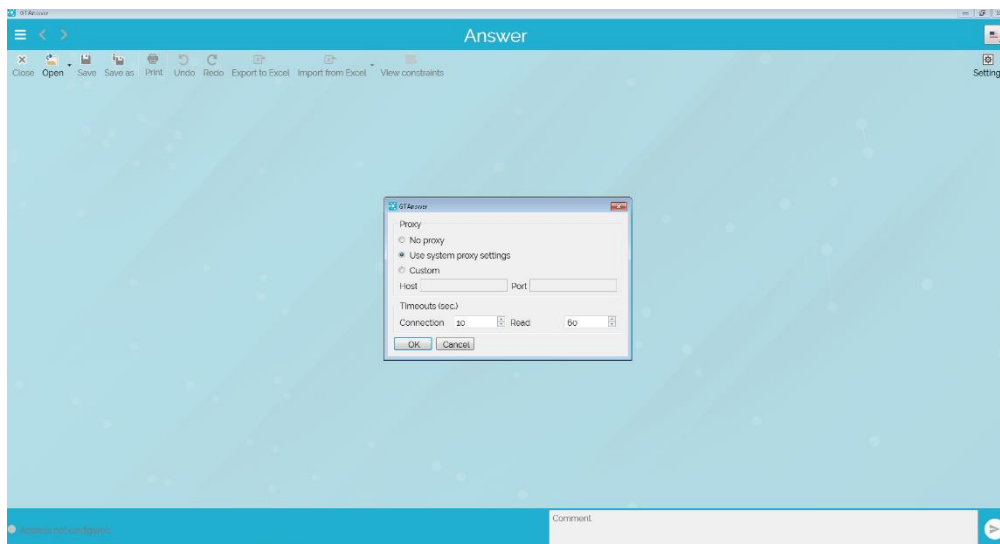 GTAnswer
Answer
Close Open Save Save as Print Undo Redo Export to Excel Import from Excel View constraints
Setting
GTAnswer
Proxy
No proxy
Use system proxy settings
Custom
Host Port
Timeouts (sec.)
Connection 10 Read 60
OK Cancel
Comment